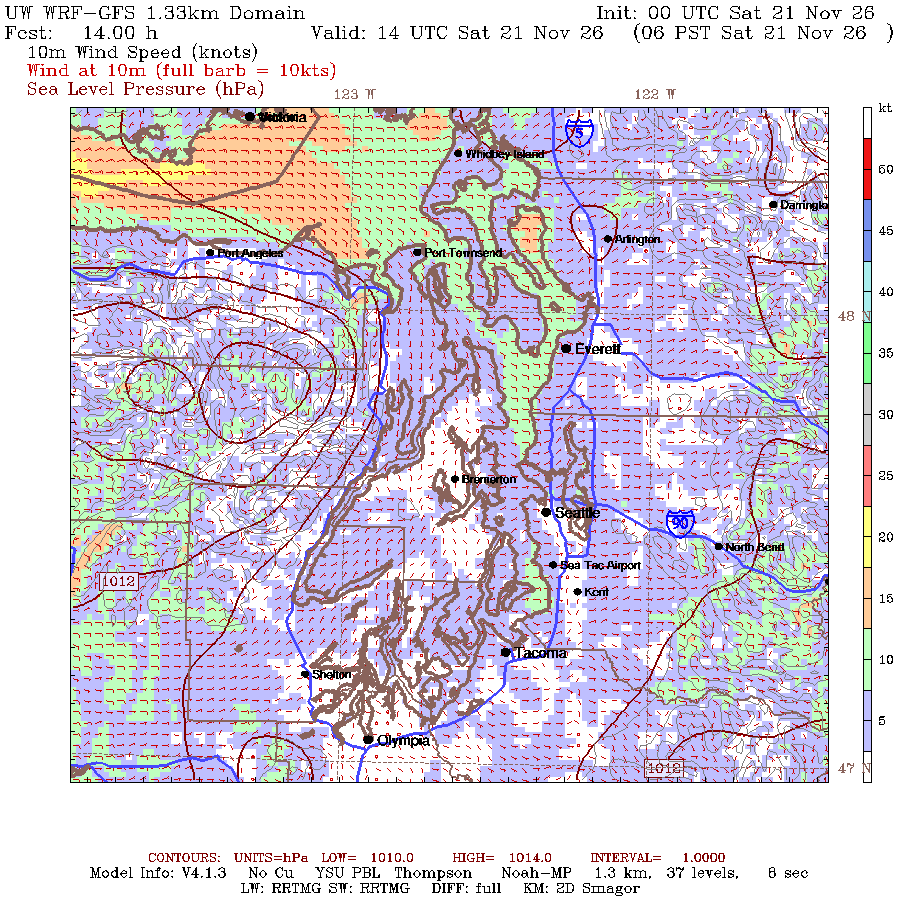 UW WRF-GFS 1.33km Domain Init: 00 UTC Sat 21 Nov 26
Fcst: 14.00 h Valid: 14 UTC Sat 21 Nov 26 (06 PST Sat 21 Nov 26 )
10m Wind Speed (knots)
Wind at 10m (full barb = 10kts)
Sea Level Pressure (hPa)
123 W 122 W
kt
Victoria
Whidbey Island
Darringto
Arlington
Port Angeles
Port Townsend
48 N
Everett
Bremerton
Seattle
90
North Bend
Sea Tac Airport
1012
Kent
Tacoma
Shelton
Olympia
1012
47 N
45
40
35
30
25
20
15
10
5
CONTOURS: UNITS=hPa LOW= 1010.0 HIGH= 1014.0 INTERVAL= 1.0000
Model Info: V4.1.3 No Cu YSU PBL Thompson Noah-MP 1.3 km, 37 levels, 8 sec
LW: RRTMG SW: RRTMG DIFF: full KM: 2D Smagor